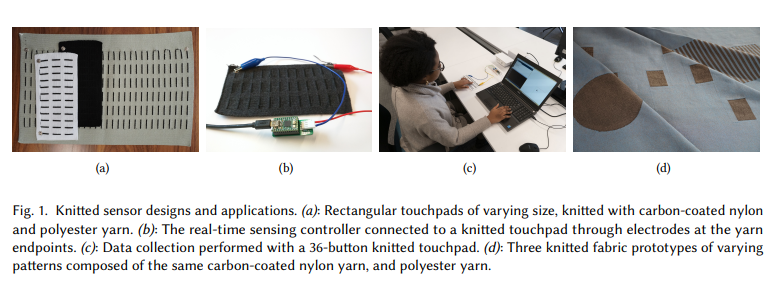 (a)
(b)
(c)
(d)
Fig. 1. Knitted sensor designs and applications. (a): Rectangular touchpads of varying size, knitted with carbon-coated nylon
and polyester yarn. (b): The real-time sensing controller connected to a knitted touchpad through electrodes at the yarn
endpoints. (c): Data collection performed with a 36-button knitted touchpad. (d): Three knitted fabric prototypes of varying
patterns composed of the same carbon-coated nylon yarn, and polyester yarn.